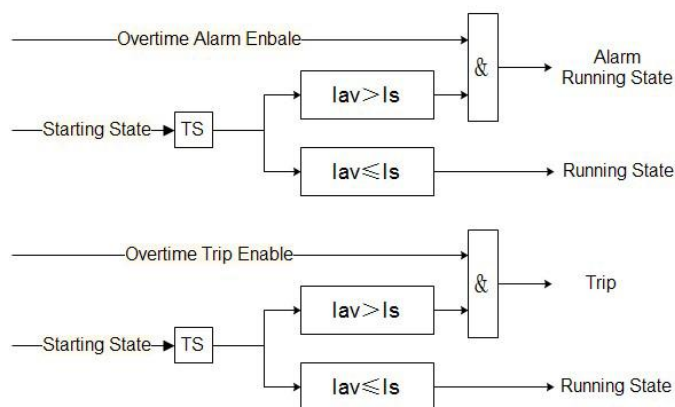 Overtime Alarm Enbale
&
Alarm
Running State
Iav>Is
Starting State
TS
Iav≤Is
Running State
Overtime Trip Enable
&
Trip
Iav>Is
Starting State
TS
Iav≤Is
Running State